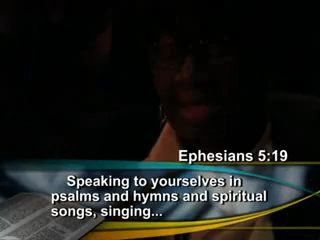 Ephesians 5:19
Speaking to yourselves in
psalms and hymns and spiritual
songs, singing...